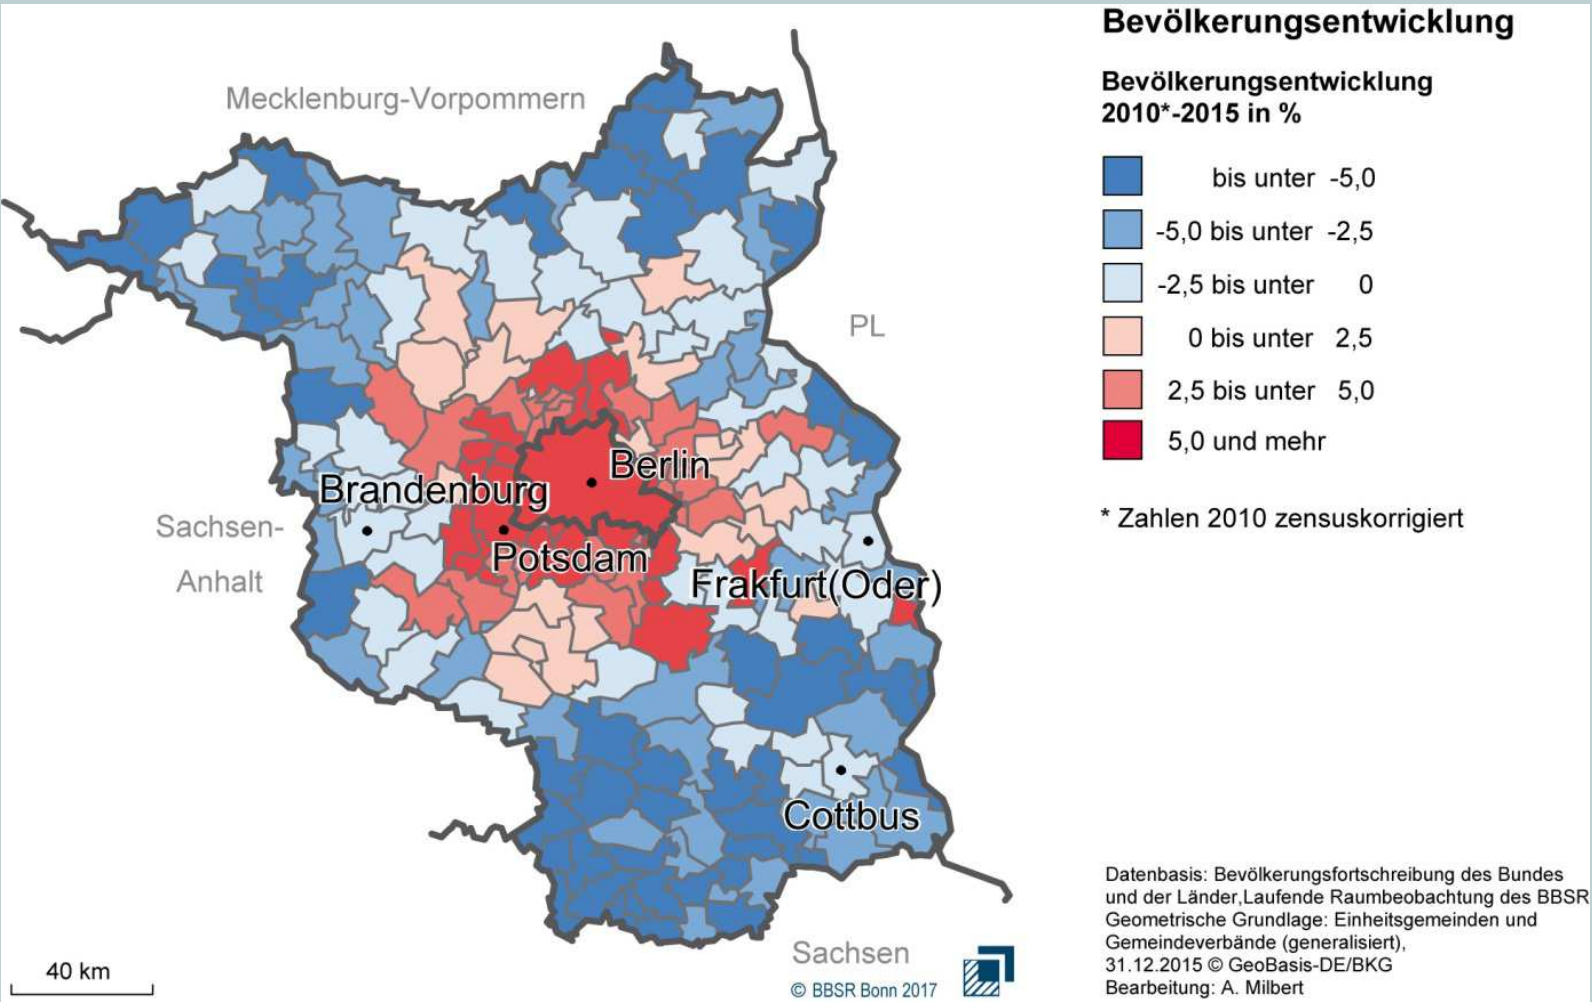 Bevölkerungsentwicklung
Bevölkerungsentwicklung
2010*-2015 in %
bis unter -5,0
-5,0 bis unter -2,5
-2,5 bis unter 0
0 bis unter 2,5
2,5 bis unter 5,0
5,0 und mehr
* Zahlen 2010 zensuskorrigiert
Mecklenburg-Vorpommern
PL
Berlin
Brandenburg
Sachsen-
Anhalt
Potsdam
Frakfurt(Oder)
Cottbus
Sachsen
40 km
© BBSR Bonn 2017
Datenbasis: Bevölkerungsfortschreibung des Bundes
und der Länder,Laufende Raumbeobachtung des BBSR
Geometrische Grundlage: Einheitsgemeinden und
Gemeindeverbände (generalisiert),
31.12.2015 © GeoBasis-DE/BKG
Bearbeitung: A. Milbert